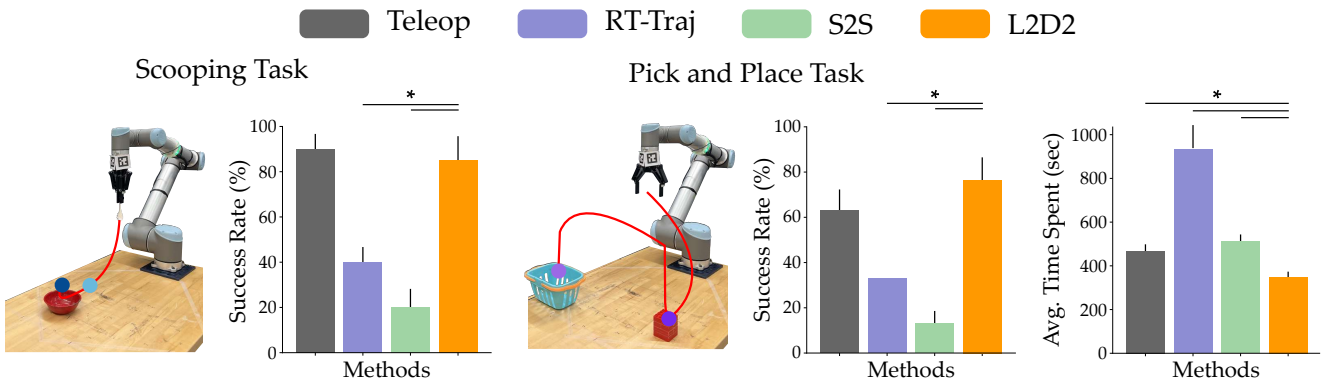 Teleop RT-Traj S2S L2D2
Scooping Task
Pick and Place Task
*
*
*
Success Rate (%)
100
80
60
40
20
0
Methods
Success Rate (%)
100
80
60
40
20
0
Methods
Avg. Time Spent (sec)
1000
800
600
400
200
0
Methods